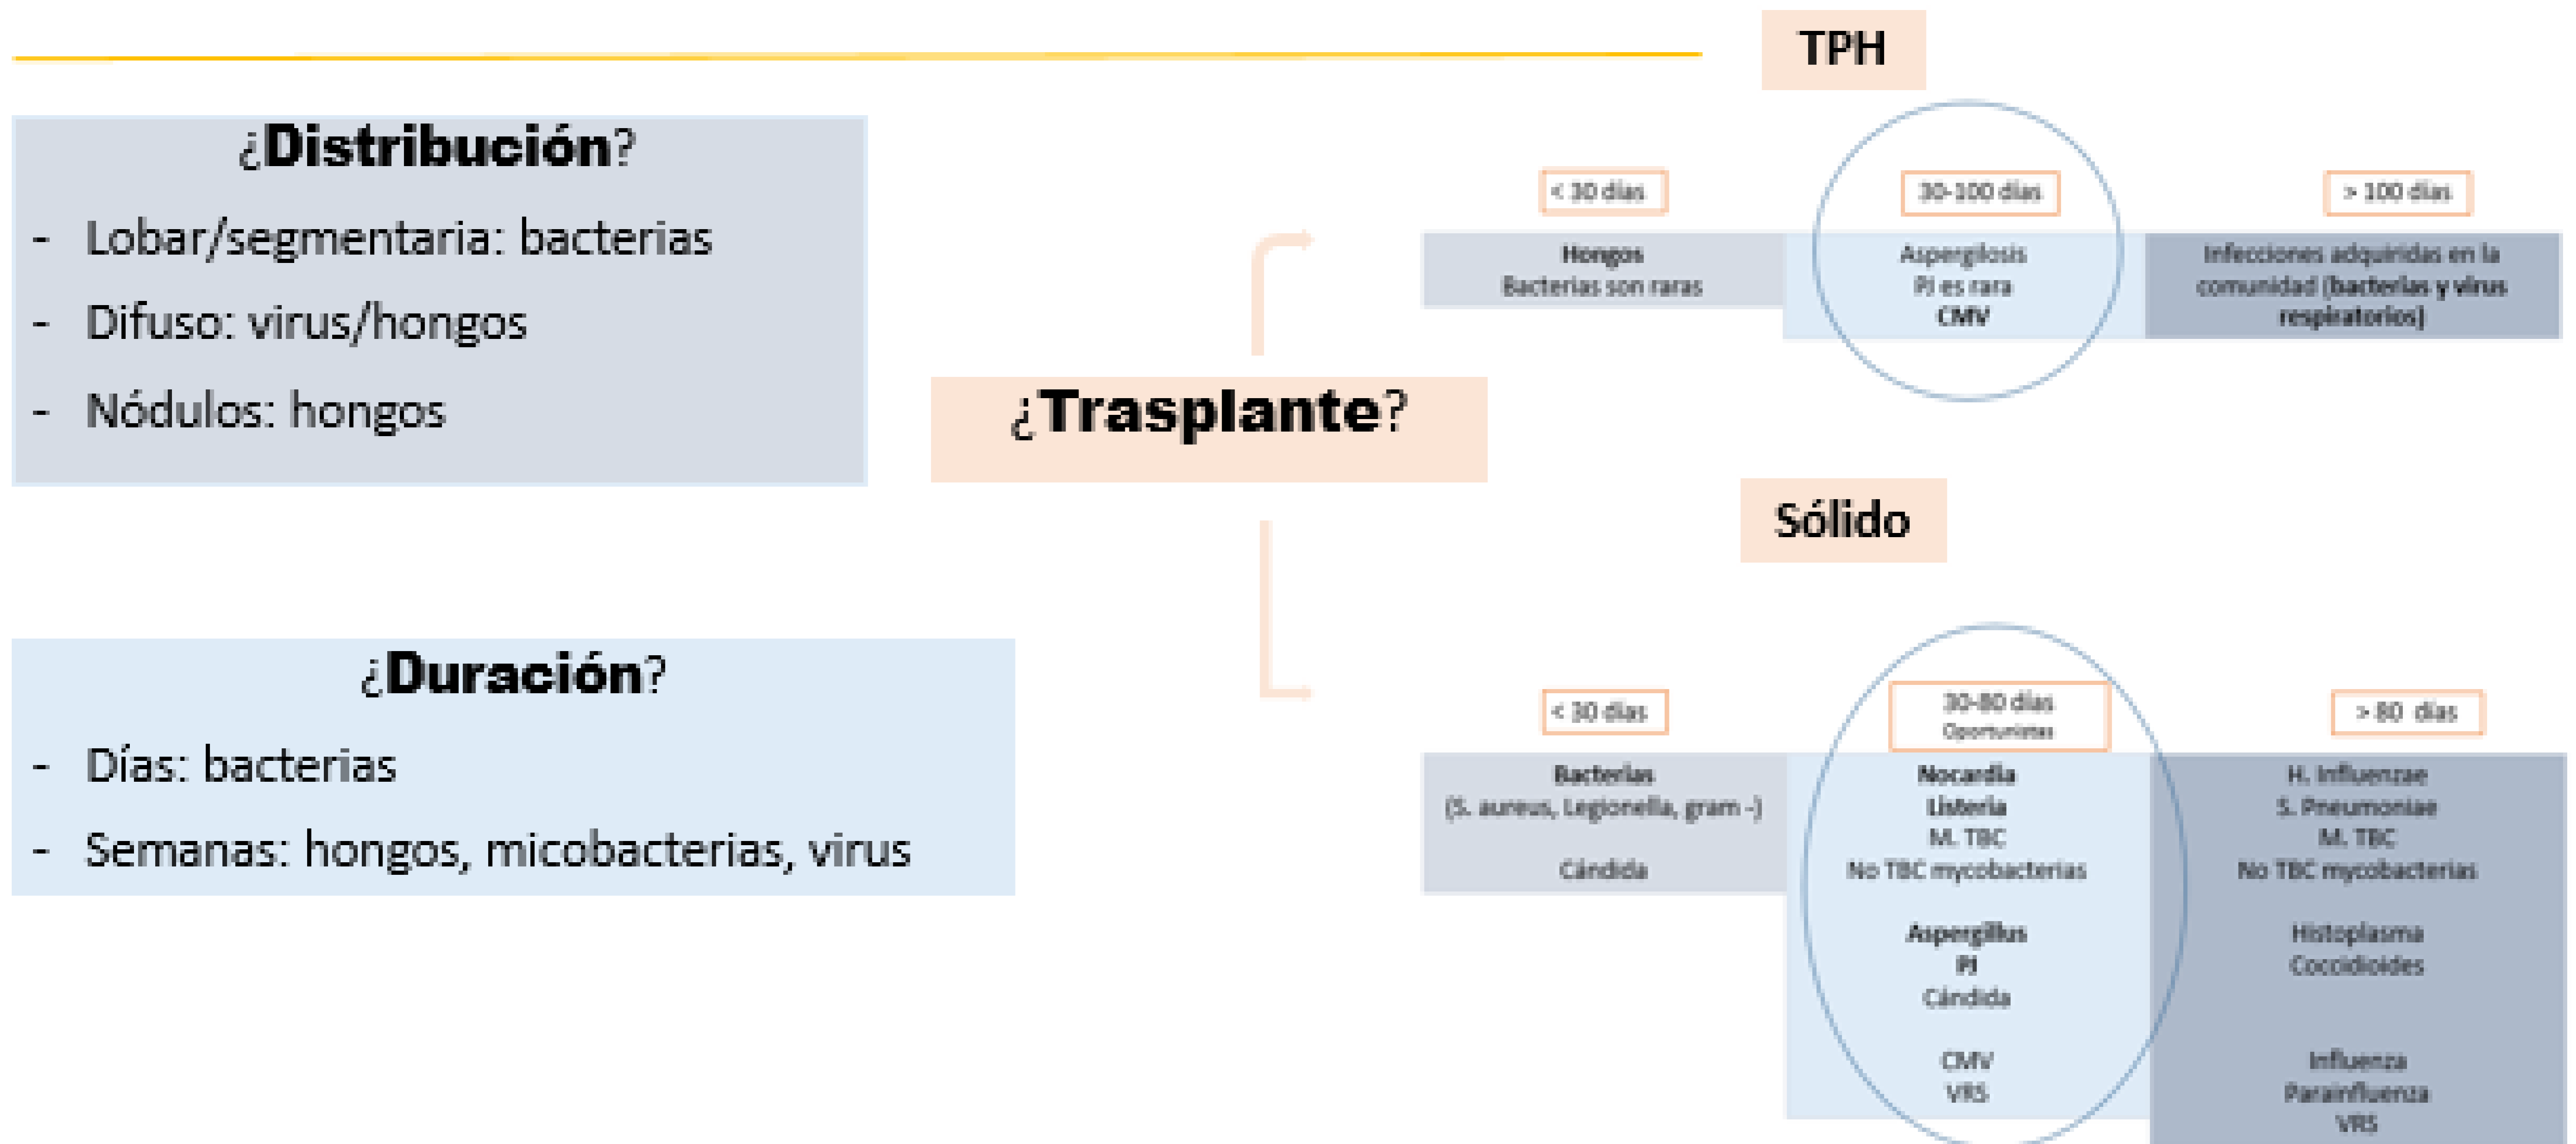 ¿Distribución?
- Lobar/segmentaria: bacterias
- Difuso: virus/hongos
- Nódulos: hongos
¿Duración?
- Días: bacterias
- Semanas: hongos, micobacterias, virus
¿Trasplante?
TPH
< 30 días
Hongos
Bacterias son raras
30-100 días
Aspergilosis
PJ es rara
CMV
> 100 días
Infecciones adquiridas en la
comunidad (bacterias y virus
respiratorios)
Sólido
< 30 días
Bacterias
(S. aureus, Legionella, gram -)
Cándida
30-80 días
Oportunistas
Nocardia
Listeria
M. TBC
No TBC mycobacterias
Aspergillus
PJ
Cándida
CMV
VRS
> 80 días
H. Influenzae
S. Pneumoniae
M. TBC
No TBC mycobacterias
Histoplasma
Coccidioides
Influenza
Parainfluenza
VRS